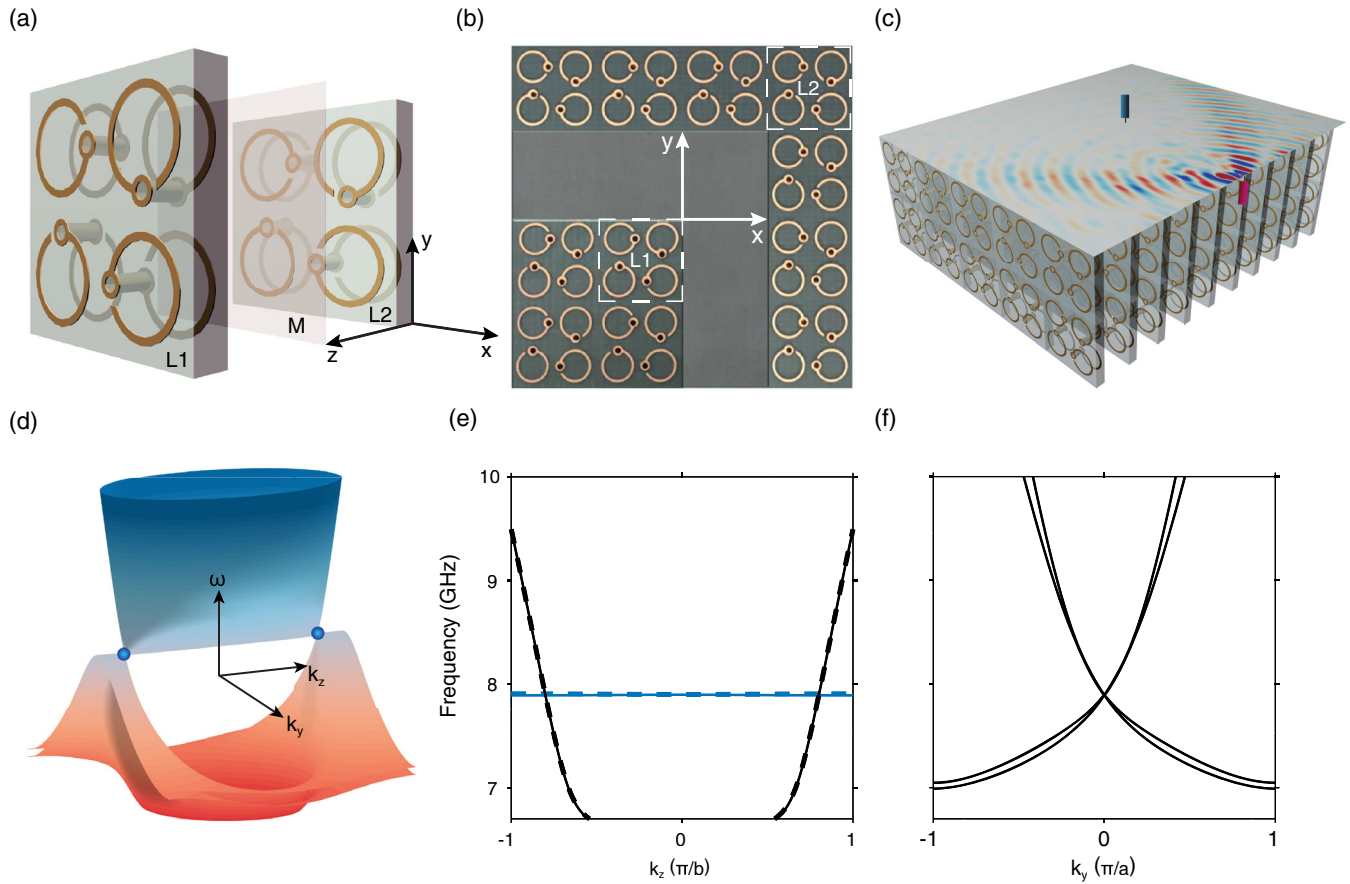 (a)
(b)
(c)
L1
M
L2
z
y
x
L2
y
x
L1
(d)
(e)
(f)
ω
k_z
k_y
Frequency (GHz)
10
9
8
7
-1
0
1
k_z (π/b)
-1
0
1
k_y (π/a)